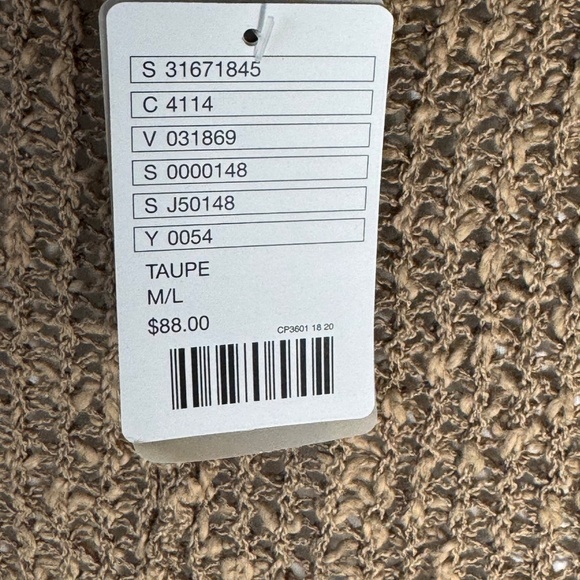 S 31671845
C 4114
V 031869
S 0000148
S J50148
Y 0054
TAUPE
M/L
$88.00
CP3601 18 20